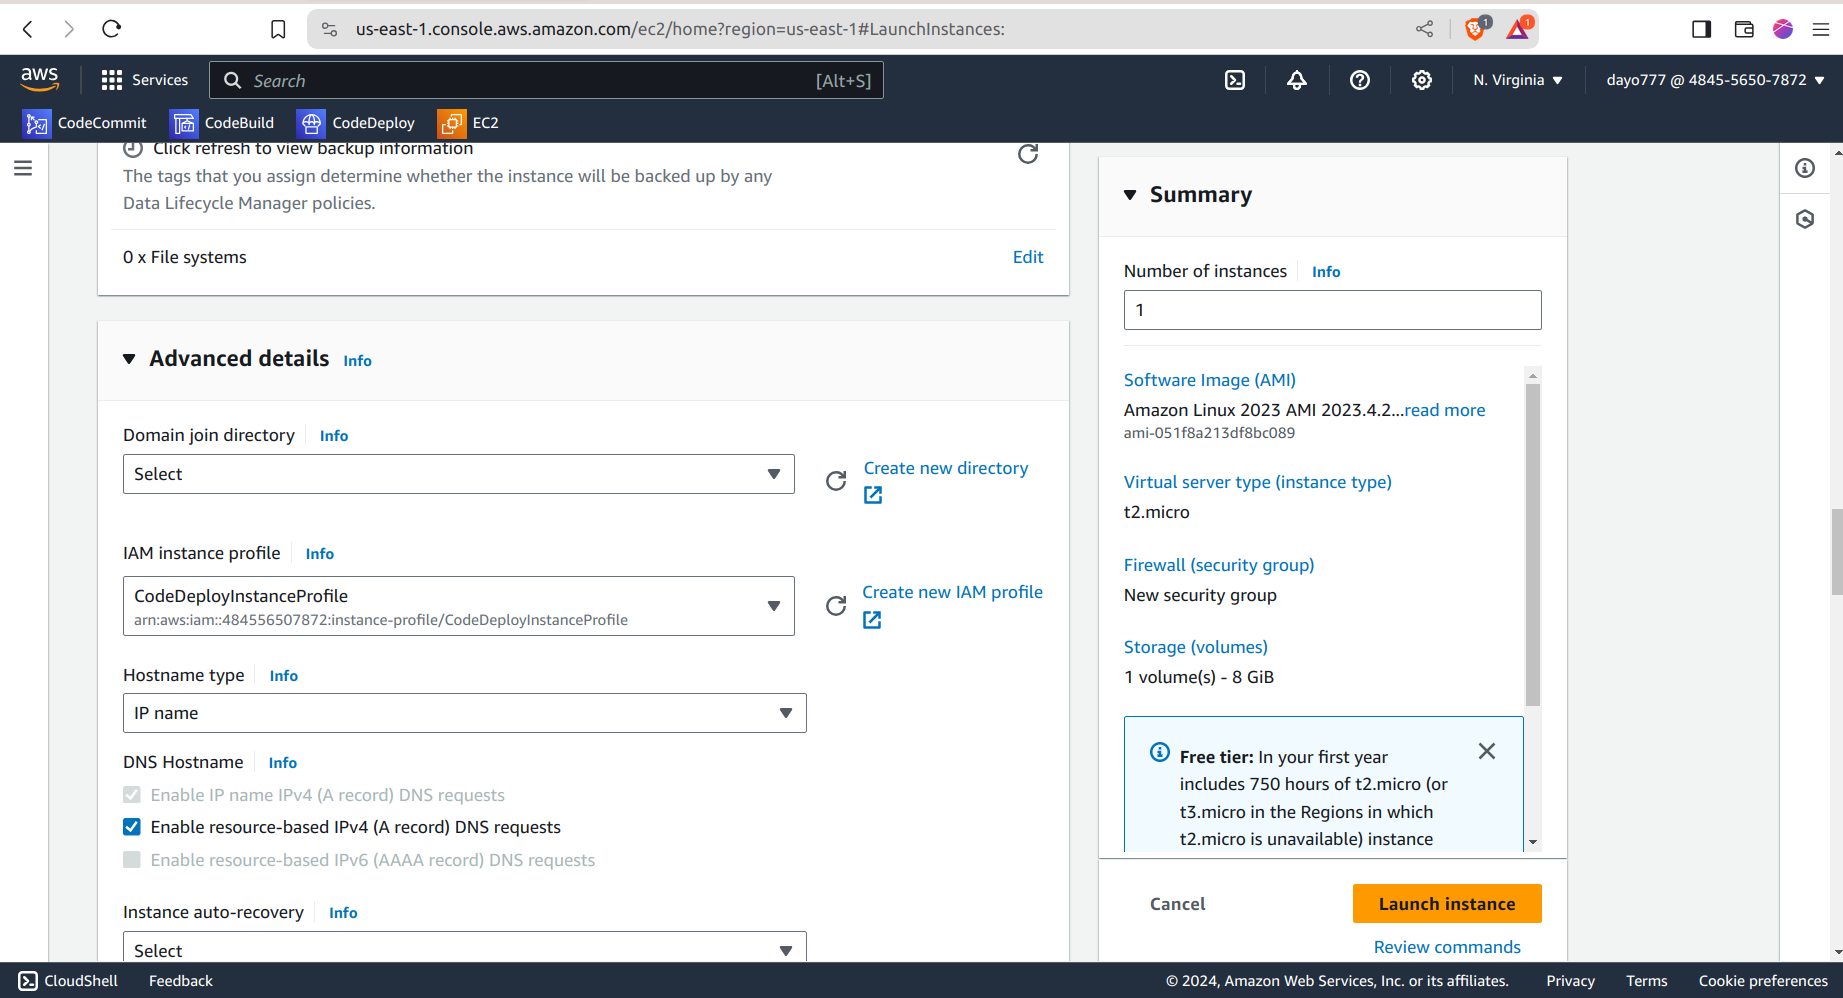 us-east-1.console.aws.amazon.com/ec2/home?region=us-east-1#LaunchInstances:
1
1
aws
Services
Search
[Alt+S]
N. Virginia
dayo777 @ 4845-5650-7872
CodeCommit
CodeBuild
CodeDeploy
EC2
Click refresh to view backup information
The tags that you assign determine whether the instance will be backed up by any
Data Lifecycle Manager policies.
0 x File systems
Edit
Advanced details Info
Domain join directory Info
Select
Create new directory
IAM instance profile Info
CodeDeployInstanceProfile
arn:aws:iam::484556507872:instance-profile/CodeDeployInstanceProfile
Create new IAM profile
Hostname type Info
IP name
DNS Hostname Info
Enable IP name IPv4 (A record) DNS requests
Enable resource-based IPv4 (A record) DNS requests
Enable resource-based IPv6 (AAAA record) DNS requests
Instance auto-recovery Info
Select
Summary
Number of instances Info
1
Software Image (AMI)
Amazon Linux 2023 AMI 2023.4.2...read more
ami-051f8a213df8bc089
Virtual server type (instance type)
t2.micro
Firewall (security group)
New security group
Storage (volumes)
1 volume(s) - 8 GiB
Free tier: In your first year
includes 750 hours of t2.micro (or
t3.micro in the Regions in which
t2.micro is unavailable) instance
Cancel
Launch instance
Review commands
CloudShell
Feedback
© 2024, Amazon Web Services, Inc. or its affiliates.
Privacy
Terms
Cookie preferences